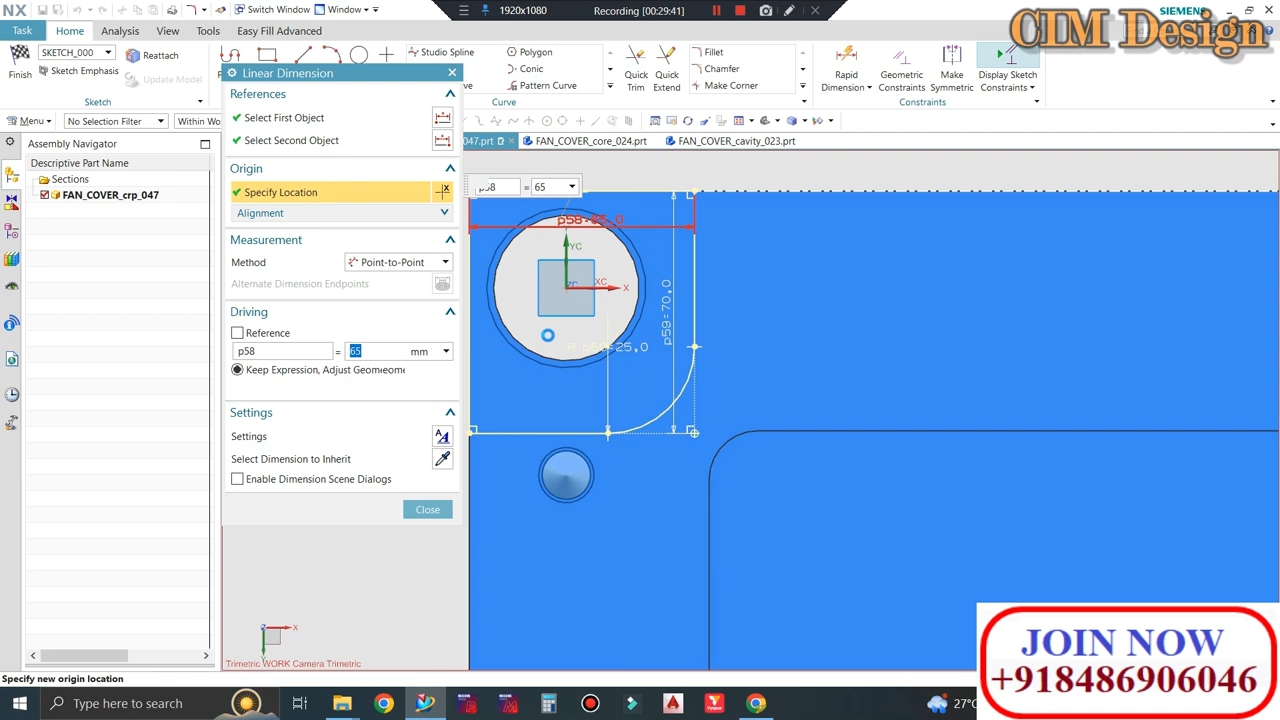 NX
Switch Window
Window
1920x1080
Recording [00:29:41]
SIEMENS
CIM Design
Task
Home
Analysis
View
Tools
Easy Fill Advanced
Finish
SKETCH_000
Sketch Emphasis
Reattach
Update Model
Sketch
Studio Spline
Polygon
Conic
Pattern Curve
Curve
Quick Trim
Quick Extend
Fillet
Chamfer
Make Corner
Rapid Dimension
Geometric Constraints
Make Symmetric
Display Sketch Constraints
Constraints
Menu
No Selection Filter
Within Wo
047.prt
FAN_COVER_core_024.prt
FAN_COVER_cavity_023.prt
Assembly Navigator
Descriptive Part Name
Sections
FAN_COVER_crp_047
Linear Dimension
References
Select First Object
Select Second Object
Origin
Specify Location
Alignment
Measurement
Method
Point-to-Point
Alternate Dimension Endpoints
Driving
Reference
p58 = 65 mm
Keep Expression, Adjust Geome
Settings
Settings
Select Dimension to Inherit
Enable Dimension Scene Dialogs
Close
p58 = 65
p58=65,0
YC
XC
X
ZC
p59=70,0
R p60=25,0
X
Trimetric WORK Camera Trimetric
JOIN NOW
+918486906046
Specify new origin location
Type here to search
27°C